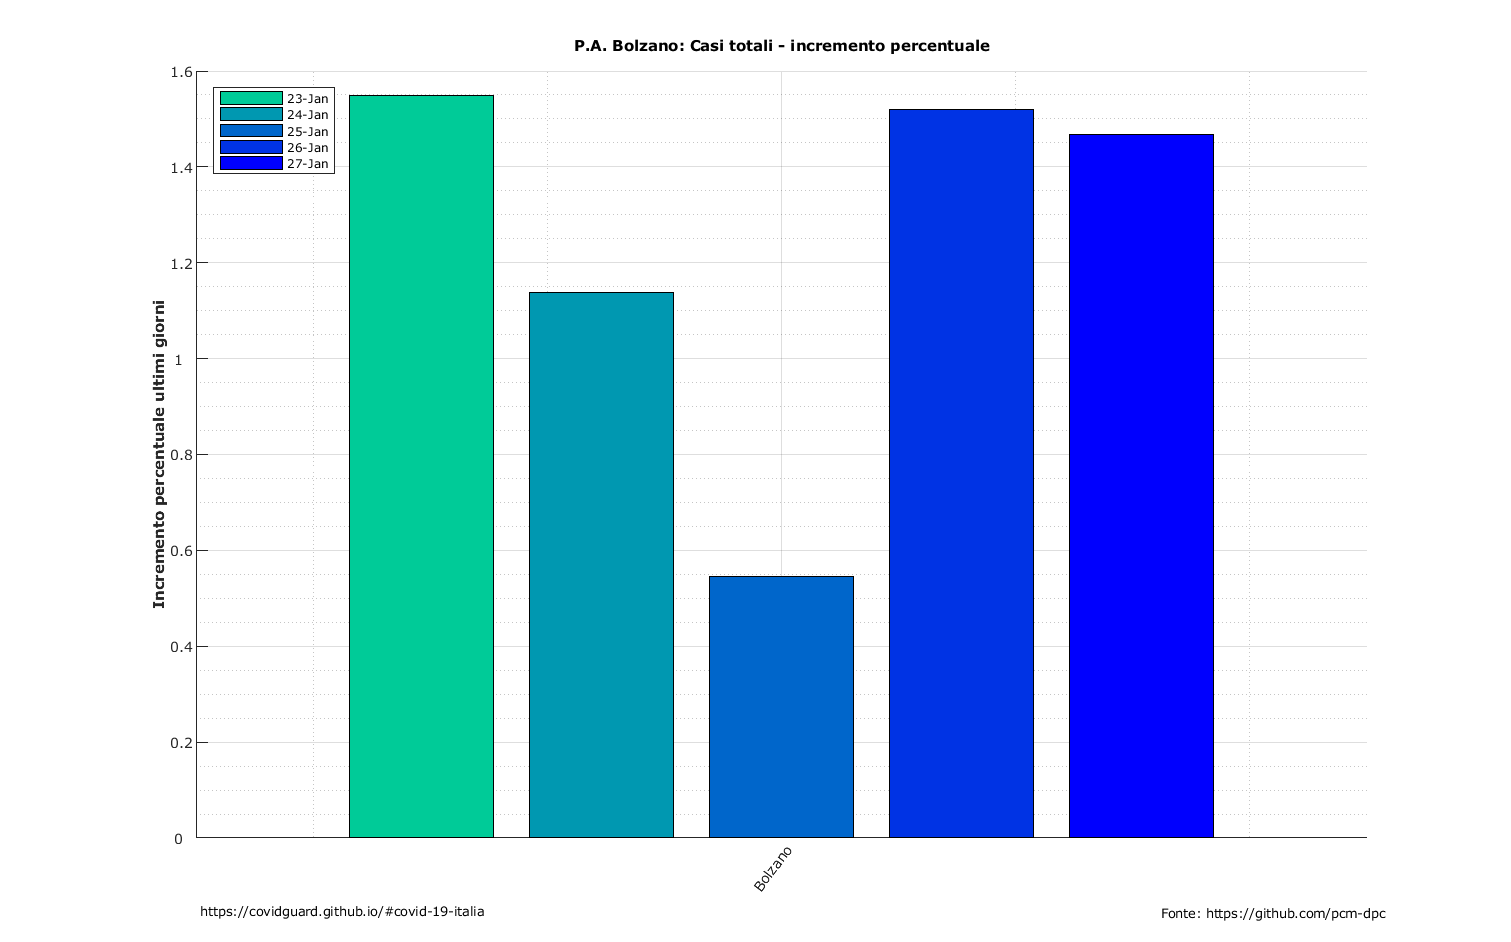 P.A. Bolzano: Casi totali - incremento percentuale
1.6
1.4
1.2
1
0.8
0.6
0.4
0.2
0
Incremento percentuale ultimi giorni
23-Jan
24-Jan
25-Jan
26-Jan
27-Jan
Bolzano
https://covidguard.github.io/#covid-19-italia
Fonte: https://github.com/pcm-dpc